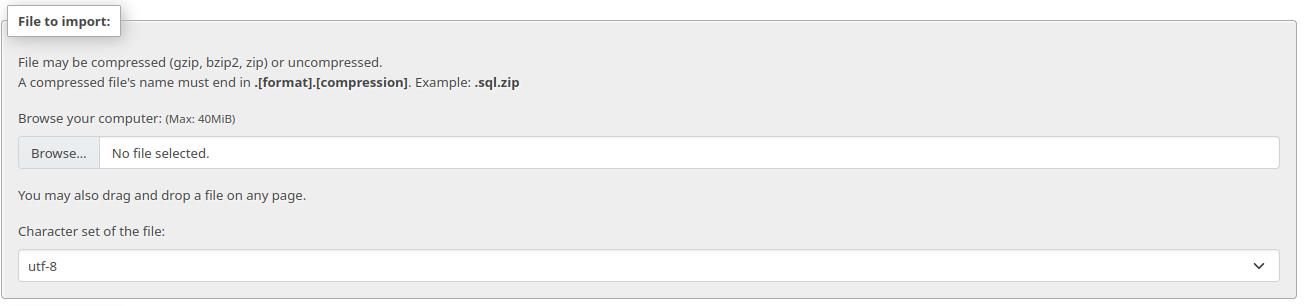 File to import:
File may be compressed (gzip, bzip2, zip) or uncompressed.
A compressed file's name must end in .[format].[compression]. Example: .sql.zip
Browse your computer: (Max: 40MiB)
Browse... No file selected.
You may also drag and drop a file on any page.
Character set of the file:
utf-8